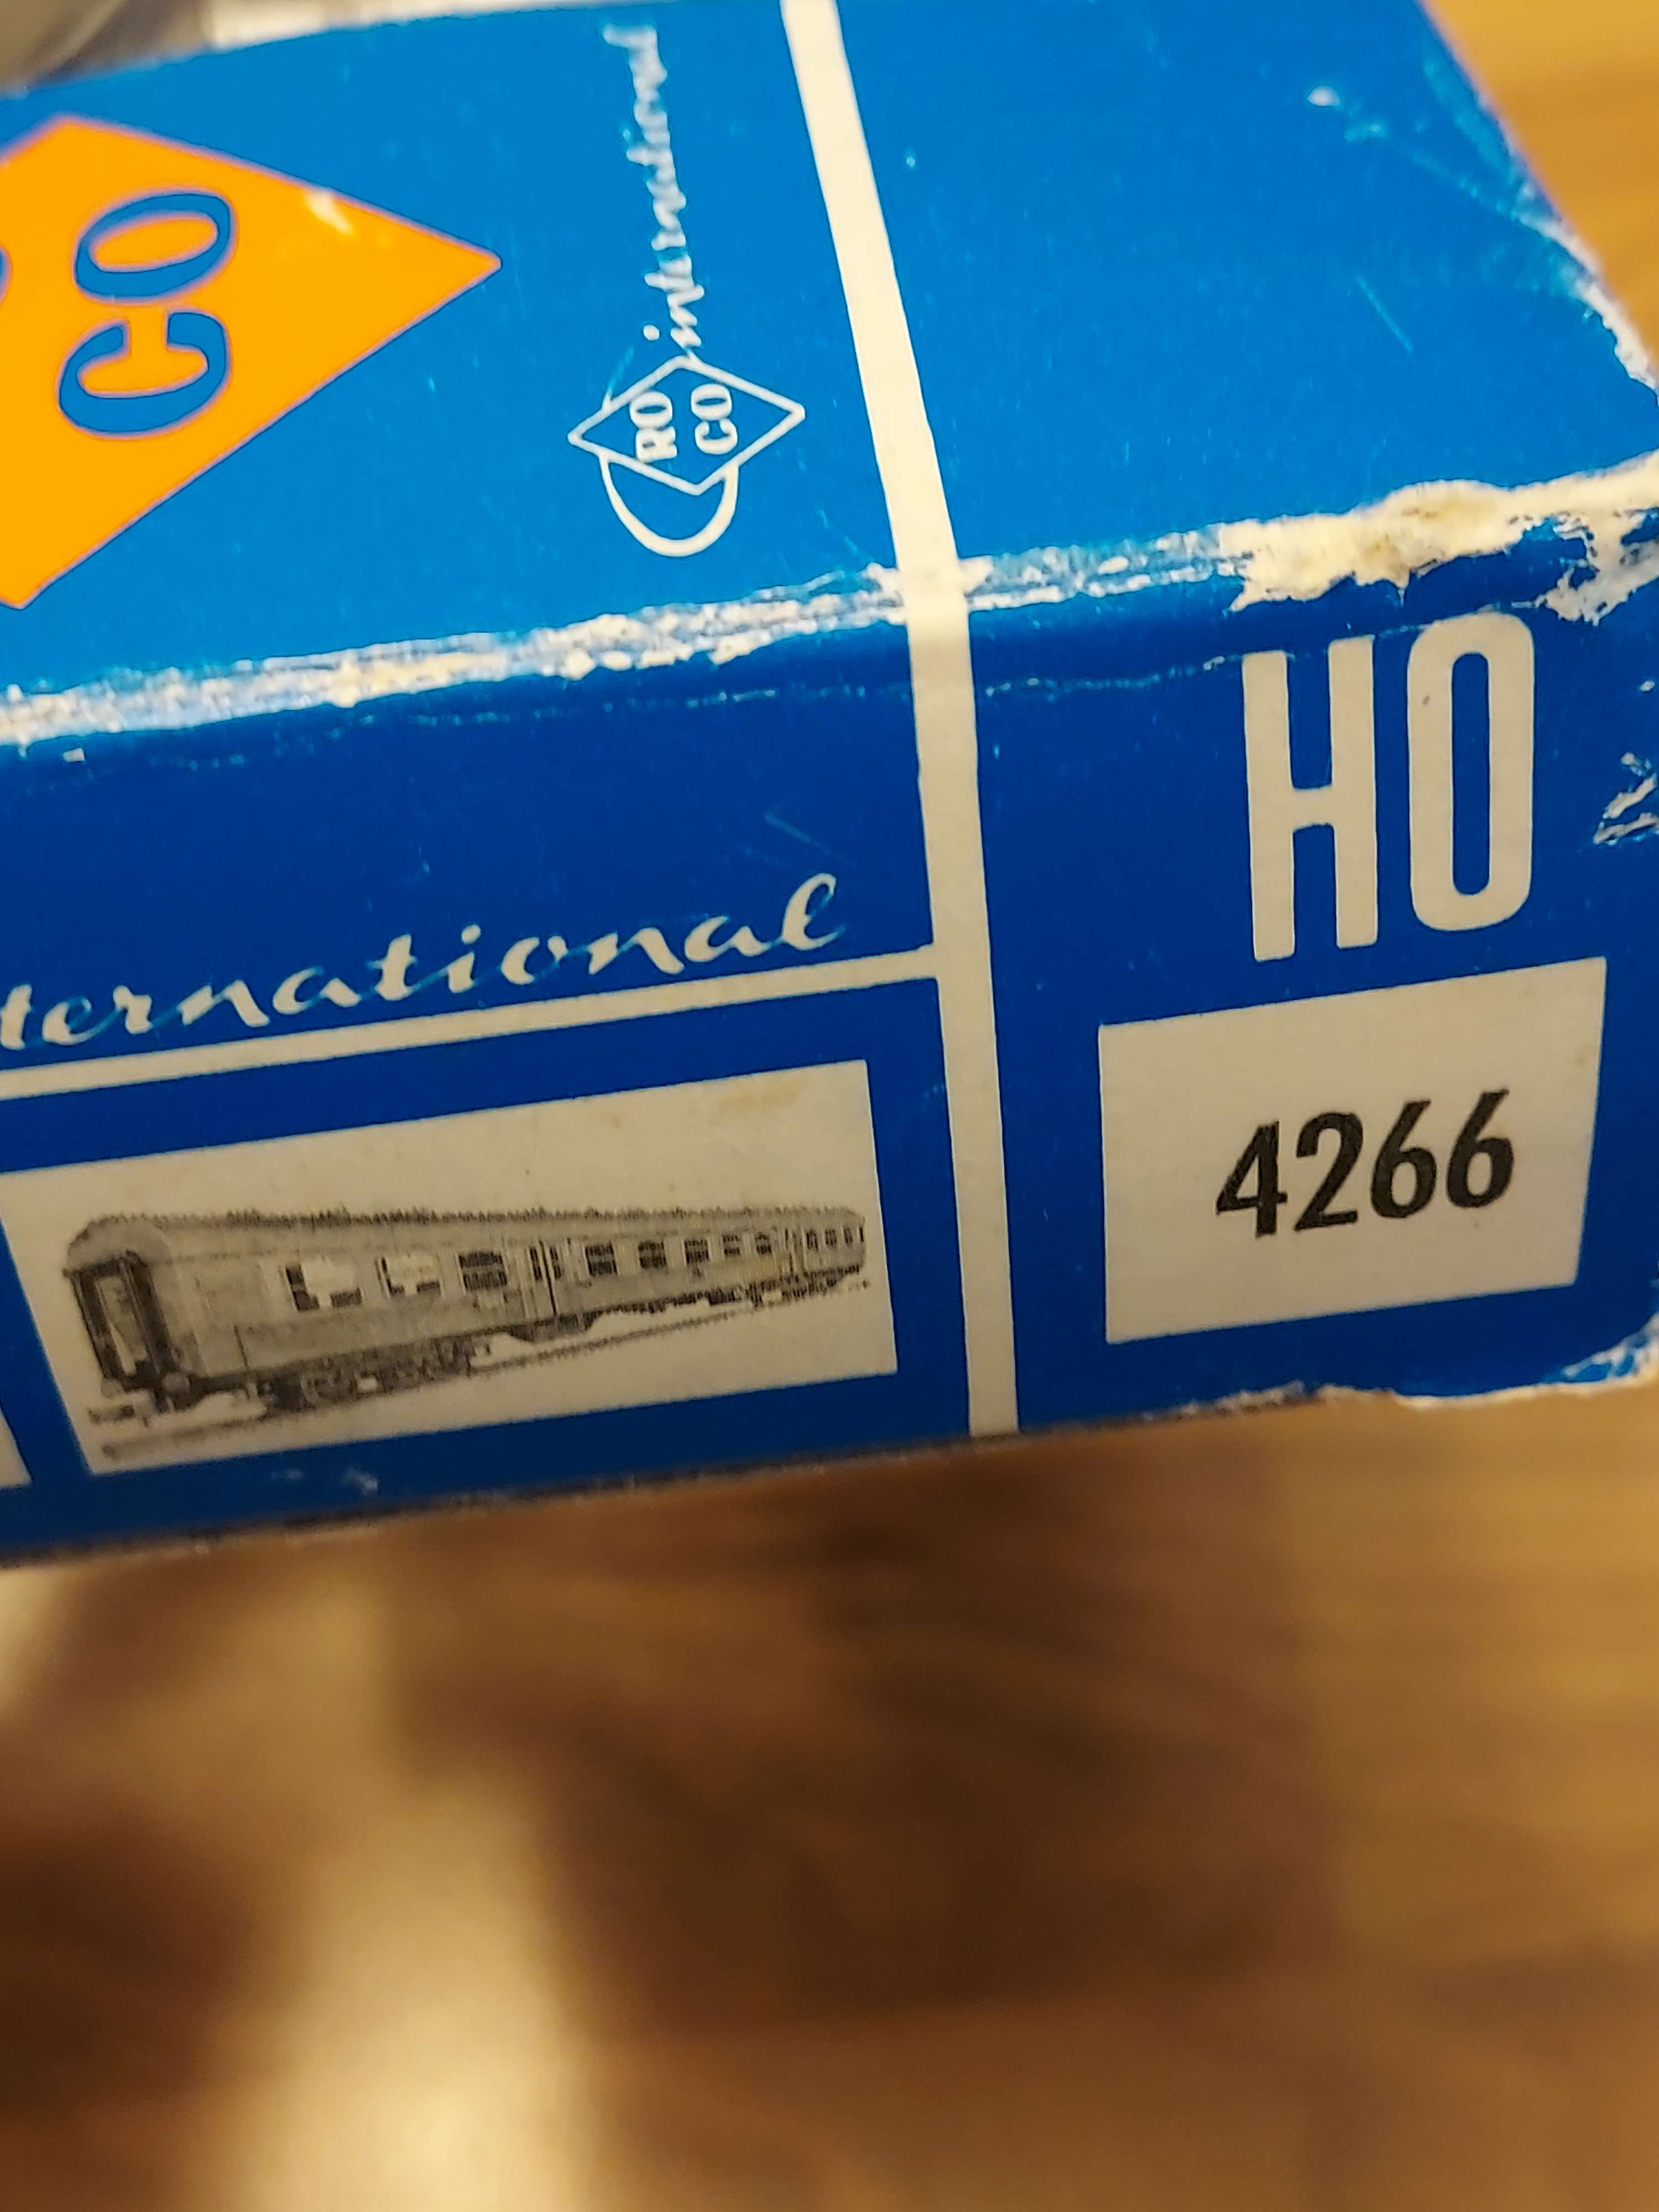 CO
RO
CO
international
ternational
HO
4266